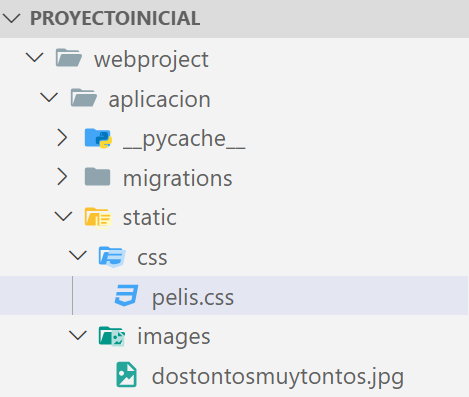 PROYECTOINICIAL
webproject
aplicacion
__pycache__
migrations
static
css
pelis.css
images
dostontosmuytontos.jpg